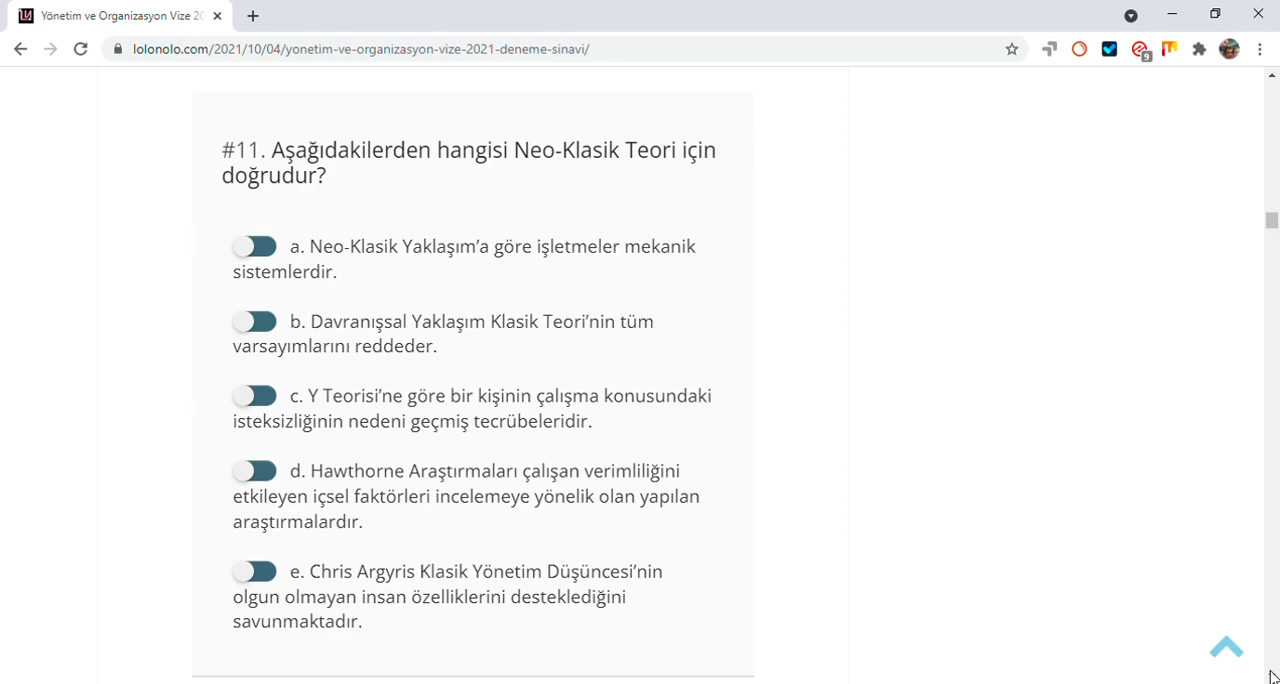 Yönetim ve Organizasyon Vize 20
lolonolo.com/2021/10/04/yonetim-ve-organizasyon-vize-2021-deneme-sinavi/
9
#11. Aşağıdakilerden hangisi Neo-Klasik Teori için
doğrudur?
a. Neo-Klasik Yaklaşım’a göre işletmeler mekanik
sistemlerdir.
b. Davranışsal Yaklaşım Klasik Teori’nin tüm
varsayımlarını reddeder.
c. Y Teorisi’ne göre bir kişinin çalışma konusundaki
isteksizliğinin nedeni geçmiş tecrübeleridir.
d. Hawthorne Araştırmaları çalışan verimliliğini
etkileyen içsel faktörleri incelemeye yönelik olan yapılan
araştırmalardır.
e. Chris Argyris Klasik Yönetim Düşüncesi’nin
olgun olmayan insan özelliklerini desteklediğini
savunmaktadır.